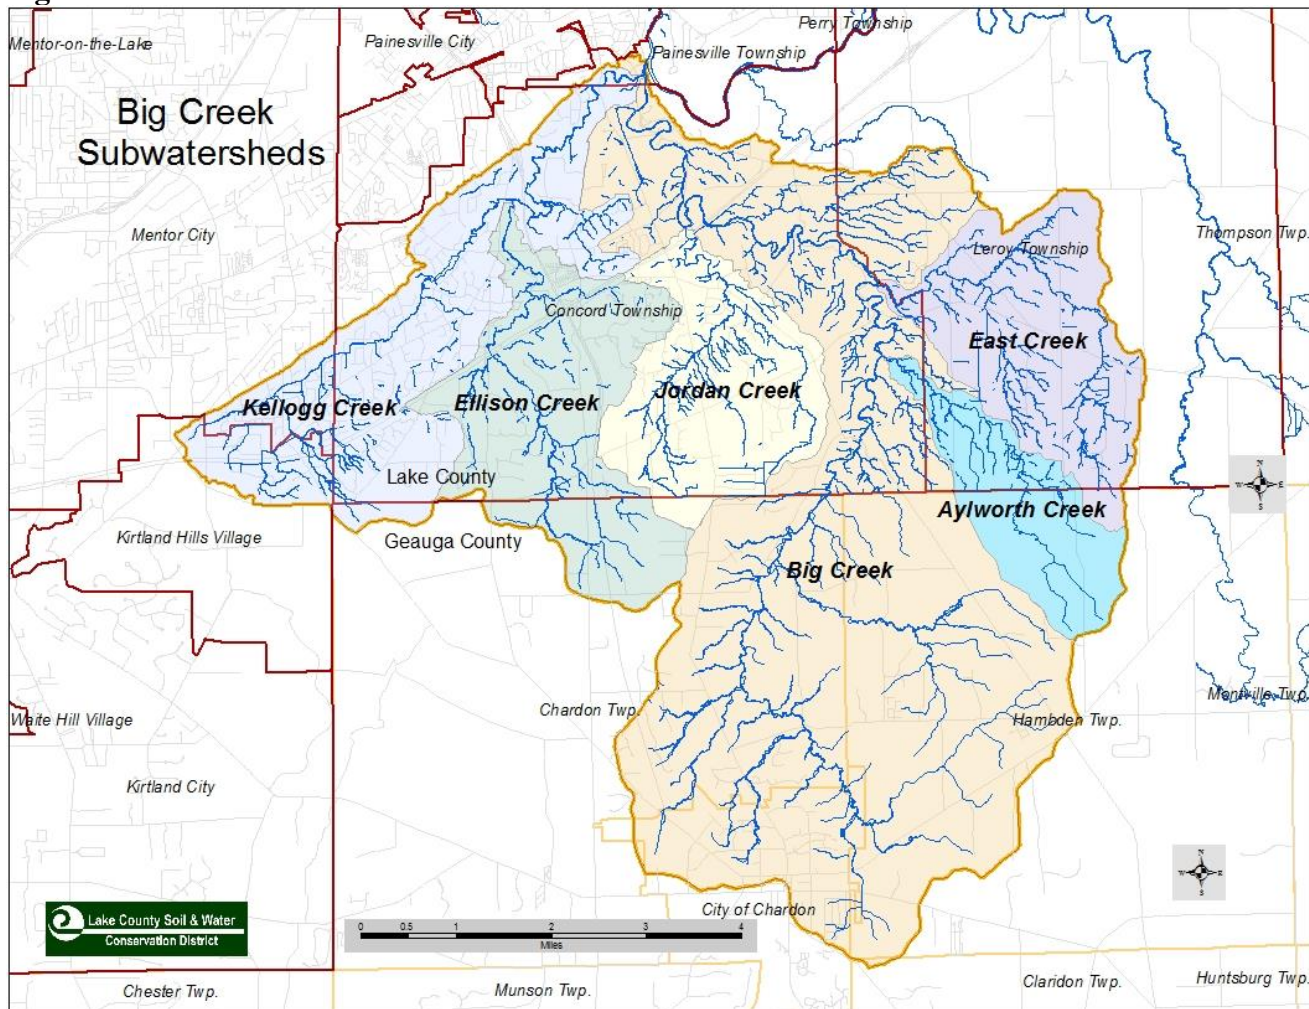 Mentor-on-the-Lake
Painesville City
Perry Township
Painesville Township
Big Creek
Subwatersheds
Mentor City
Thompson Twp.
Leroy Township
Concord Township
East Creek
Jordan Creek
Ellison Creek
Kellogg Creek
Lake County
Aylworth Creek
Kirtland Hills Village
Geauga County
Big Creek
N
W E
S
Montville Twp.
Waite Hill Village
Chardon Twp.
Hambden Twp.
Kirtland City
N
W E
S
City of Chardon
Lake County Soil & Water
Conservation District
0 0.5 1 2 3 4
Miles
Chester Twp.
Munson Twp.
Claridon Twp.
Huntsburg Twp.